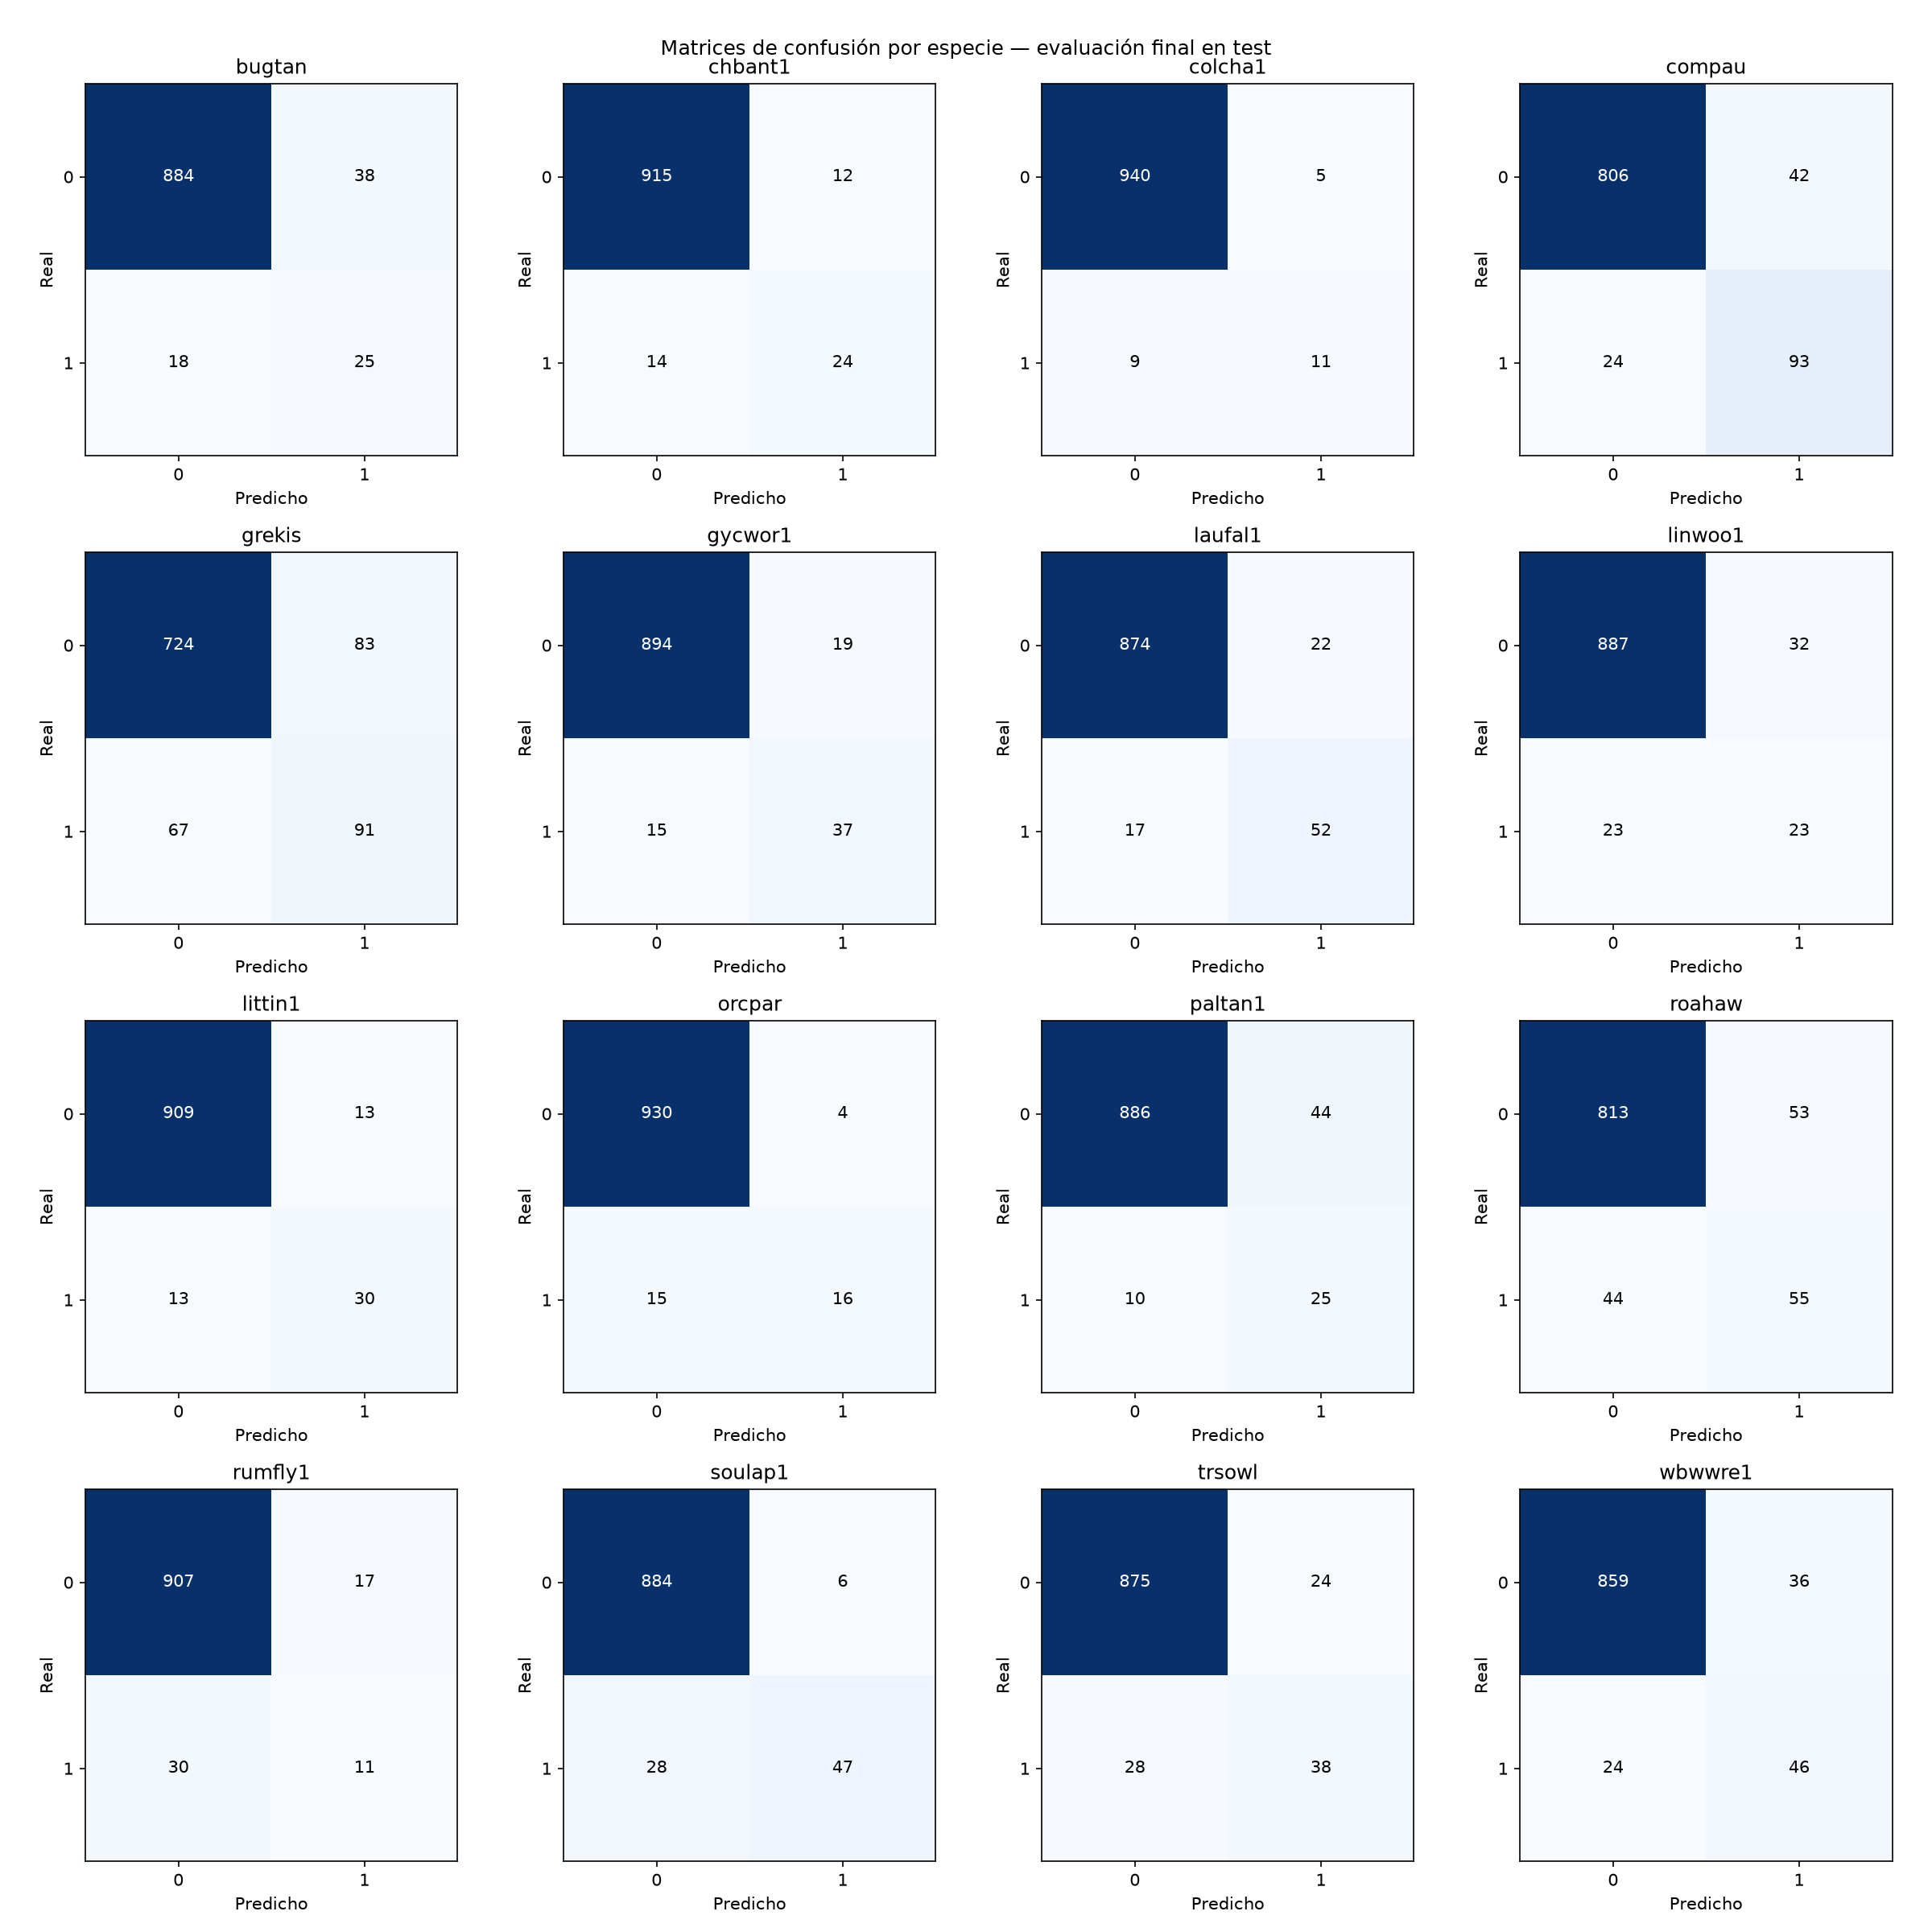 Matrices de confusión por especie — evaluación final en test
bugtan
0
884
38
Real
1
18
25
0
1
Predicho
chbant1
0
915
12
Real
1
14
24
0
1
Predicho
colcha1
0
940
5
Real
1
9
11
0
1
Predicho
compau
0
806
42
Real
1
24
93
0
1
Predicho
grekis
0
724
83
Real
1
67
91
0
1
Predicho
gycwor1
0
894
19
Real
1
15
37
0
1
Predicho
laufal1
0
874
22
Real
1
17
52
0
1
Predicho
linwoo1
0
887
32
Real
1
23
23
0
1
Predicho
littin1
0
909
13
Real
1
13
30
0
1
Predicho
orcpar
0
930
4
Real
1
15
16
0
1
Predicho
paltan1
0
886
44
Real
1
10
25
0
1
Predicho
roahaw
0
813
53
Real
1
44
55
0
1
Predicho
rumfly1
0
907
17
Real
1
30
11
0
1
Predicho
soulap1
0
884
6
Real
1
28
47
0
1
Predicho
trsowl
0
875
24
Real
1
28
38
0
1
Predicho
wbwwre1
0
859
36
Real
1
24
46
0
1
Predicho